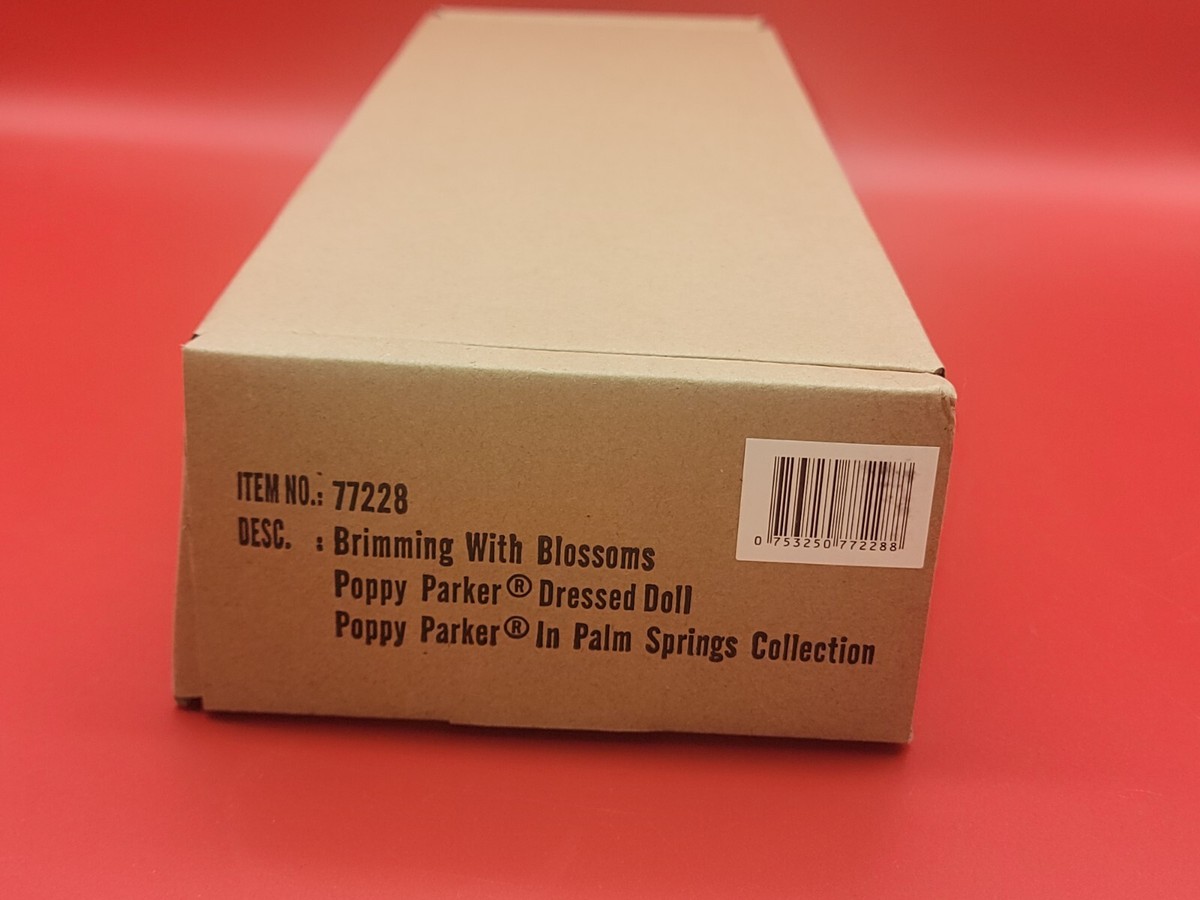 ITEM NO.: 77228
DESC. : Brimming With Blossoms
Poppy Parker® Dressed Doll
Poppy Parker® In Palm Springs Collection
0 753250 772288